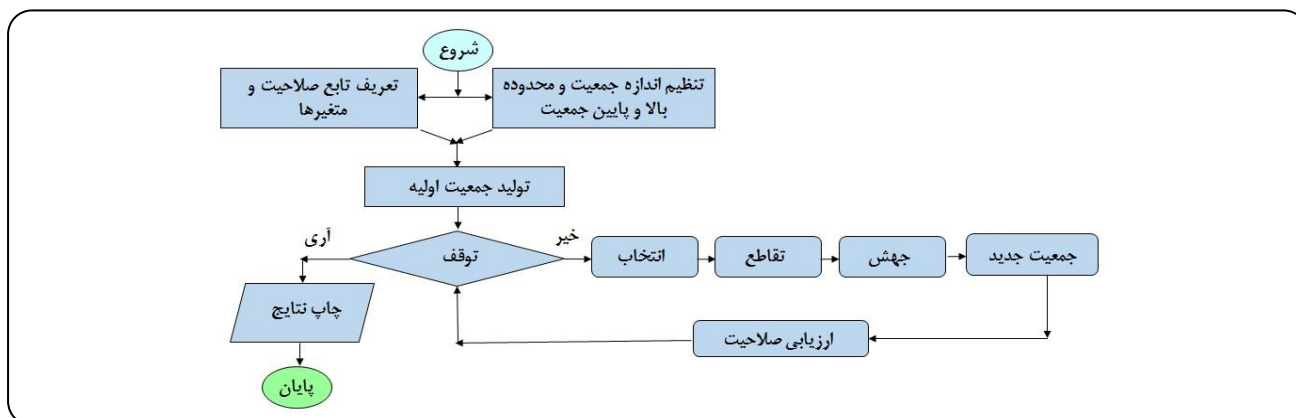 شروع
تنظیم اندازه جمعیت و محدوده
بالا و پایین جمعیت
تعریف تابع صلاحیت و
متغیرها
تولید جمعیت اولیه
توقف
آری
خیر
انتخاب
تقاطع
جهش
جمعیت جدید
ارزیابی صلاحیت
چاپ نتایج
پایان